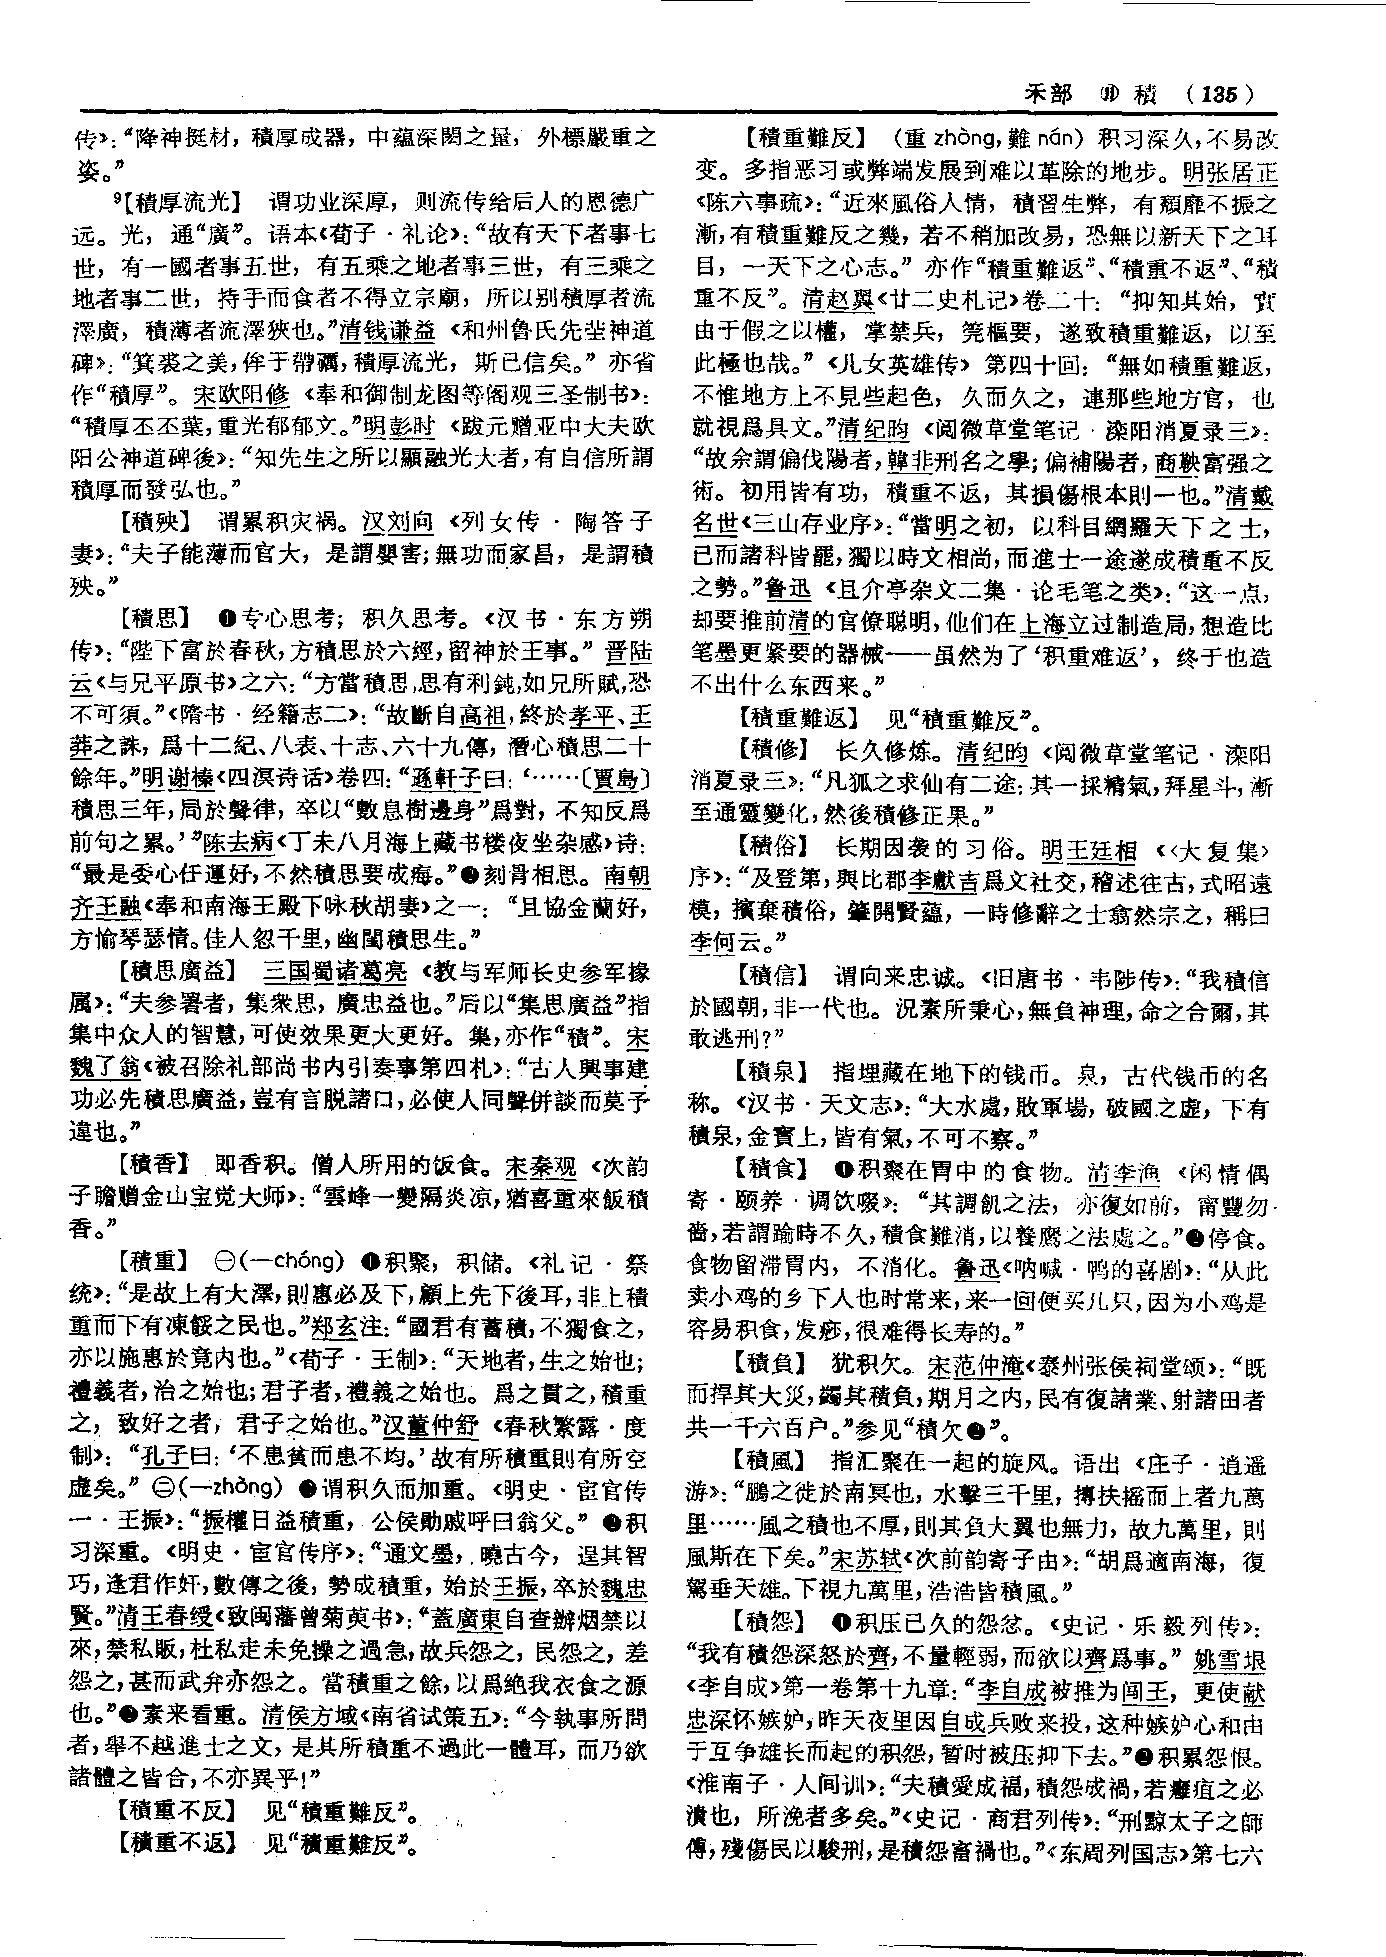 禾部 ⑪ 積 （135）
传》：“降神挺材，積厚成器，中蘊深閎之量，外標嚴重之
姿。”
⁹【積厚流光】 谓功业深厚，则流传给后人的恩德广
远。光，通“廣”。语本《荀子·礼论》：“故有天下者事七
世，有一國者事五世，有五乘之地者事三世，有三乘之
地者事二世，持手而食者不得立宗廟，所以别積厚者流
澤廣，積薄者流澤狹也。”清钱谦益《和州鲁氏先茔神道
碑》：“箕裘之美，侔于帶礪，積厚流光，斯已信矣。”亦省
作“積厚”。宋欧阳修《奉和御制龙图等阁观三圣制书》：
“積厚丕丕葉，重光郁郁文。”明彭时《跋元赠亚中大夫欧
阳公神道碑後》：“知先生之所以顯融光大者，有自信所謂
積厚而發弘也。”
【積殃】 谓累积灾祸。汉刘向《列女传·陶答子
妻》：“夫子能薄而官大，是謂嬰害；無功而家昌，是謂積
殃。”
【積思】 ❶专心思考；积久思考。《汉书·东方朔
传》：“陛下富於春秋，方積思於六經，留神於王事。”晋陆
云《与兄平原书》之六：“方當積思，思有利鈍，如兄所賦，恐
不可須。”《隋书·经籍志二》：“故斷自高祖，終於孝平、王
莽之誅，爲十二紀、八表、十志、六十九傳，潛心積思二十
餘年。”明谢榛《四溟诗话》卷四：“遜軒子曰：‘……〔賈島〕
積思三年，局於聲律，卒以“數息樹邊身”爲對，不知反爲
前句之累。’”陈去病《丁未八月海上藏书楼夜坐杂感》诗：
“最是委心任運好，不然積思要成痗。”❷刻骨相思。南朝
齐王融《奉和南海王殿下咏秋胡妻》之一：“且協金蘭好，
方愉琴瑟情。佳人忽千里，幽閨積思生。”
【積思廣益】 三国蜀诸葛亮《教与军师长史参军掾
属》：“夫参署者，集衆思，廣忠益也。”后以“集思廣益”指
集中众人的智慧，可使效果更大更好。集，亦作“積”。宋
魏了翁《被召除礼部尚书内引奏事第四札》：“古人興事建
功必先積思廣益，豈有言脱諸口，必使人同聲併談而莫予
違也。”
【積香】 即香积。僧人所用的饭食。宋秦观《次韵
子瞻赠金山宝觉大师》：“雲峰一變隔炎凉，猶喜重來飯積
香。”
【積重】 ㊀（—chóng）❶积聚，积储。《礼记·祭
统》：“是故上有大澤，則惠必及下，顧上先下後耳，非上積
重而下有凍餒之民也。”郑玄注：“國君有蓄積，不獨食之，
亦以施惠於竟内也。”《荀子·王制》：“天地者，生之始也；
禮義者，治之始也；君子者，禮義之始也。爲之貫之，積重
之，致好之者，君子之始也。”汉董仲舒《春秋繁露·度
制》：“孔子曰：‘不患貧而患不均。’故有所積重則有所空
虚矣。”㊁（—zhòng）❶谓积久而加重。《明史·宦官传
一·王振》：“振權日益積重，公侯勛戚呼曰翁父。”❷积
习深重。《明史·宦官传序》：“通文墨，曉古今，逞其智
巧，逢君作奸，數傳之後，勢成積重，始於王振，卒於魏忠
賢。”清王春绶《致闽藩曾菊荚书》：“蓋廣東自查辦烟禁以
來，禁私販，杜私走未免操之過急，故兵怨之，民怨之，差
怨之，甚而武弁亦怨之。當積重之餘，以爲絶我衣食之源
也。”❸素来看重。清侯方域《南省试策五》：“今執事所問
者，舉不越進士之文，是其所積重不過此一體耳，而乃欲
諸體之皆合，不亦異乎！”
【積重不反】 见“積重難反”。
【積重不返】 见“積重難反”。
【積重難反】 （重zhòng，難nán）积习深久，不易改
变。多指恶习或弊端发展到难以革除的地步。明张居正
《陈六事疏》：“近來風俗人情，積習生弊，有頽靡不振之
漸，有積重難反之幾，若不稍加改易，恐無以新天下之耳
目，一天下之心志。”亦作“積重難返”、“積重不返”、“積
重不反”。清赵翼《廿二史札记》卷二十：“抑知其始，實
由于假之以權，掌禁兵，筦樞要，遂致積重難返，以至
此極也哉。”《儿女英雄传》第四十回：“無如積重難返，
不惟地方上不見些起色，久而久之，連那些地方官，也
就視爲具文。”清纪昀《阅微草堂笔记·滦阳消夏录三》：
“故余謂偏伐陽者，韓非刑名之學；偏補陽者，商鞅富强之
術。初用皆有功，積重不返，其損傷根本則一也。”清戴
名世《三山存业序》：“當明之初，以科目網羅天下之士，
已而諸科皆罷，獨以時文相尚，而進士一途遂成積重不反
之勢。”鲁迅《且介亭杂文二集·论毛笔之类》：“这一点，
却要推前清的官僚聪明，他们在上海立过制造局，想造比
笔墨更紧要的器械——虽然为了‘积重难返’，终于也造
不出什么东西来。”
【積重難返】 见“積重難反”。
【積修】 长久修炼。清纪昀《阅微草堂笔记·滦阳
消夏录三》：“凡狐之求仙有二途：其一採精氣，拜星斗，漸
至通靈變化，然後積修正果。”
【積俗】 长期因袭的习俗。明王廷相《〈大复集〉
序》：“及登第，與比郡李獻吉爲文社交，稽述往古，式昭遠
模，擯棄積俗，肇開賢蘊，一時修辭之士翕然宗之，稱曰
李何云。”
【積信】 谓向来忠诚。《旧唐书·韦陟传》：“我積信
於國朝，非一代也。況素所秉心，無負神理，命之合爾，其
敢逃刑？”
【積泉】 指埋藏在地下的钱币。泉，古代钱币的名
称。《汉书·天文志》：“大水處，敗軍場，破國之虚，下有
積泉，金寶上，皆有氣，不可不察。”
【積食】 ❶积聚在胃中的食物。清李渔《闲情偶
寄·颐养·调饮啜》：“其調飢之法，亦復如前，甯豐勿
嗇，若謂踰時不久，積食難消，以養鷹之法處之。”❷停食。
食物留滞胃内，不消化。鲁迅《呐喊·鸭的喜剧》：“从此
卖小鸡的乡下人也时常来，来一回便买几只，因为小鸡是
容易积食，发痧，很难得长寿的。”
【積負】 犹积欠。宋范仲淹《泰州张侯祠堂颂》：“既
而捍其大災，蠲其積負，期月之内，民有復諸業、射諸田者
共一千六百户。”参见“積欠❷”。
【積風】 指汇聚在一起的旋风。语出《庄子·逍遥
游》：“鵬之徙於南冥也，水擊三千里，摶扶摇而上者九萬
里……風之積也不厚，則其負大翼也無力，故九萬里，則
風斯在下矣。”宋苏轼《次前韵寄子由》：“胡爲適南海，復
駕垂天雄。下視九萬里，浩浩皆積風。”
【積怨】 ❶积压已久的怨忿。《史记·乐毅列传》：
“我有積怨深怒於齊，不量輕弱，而欲以齊爲事。”姚雪垠
《李自成》第一卷第十九章：“李自成被推为闯王，更使献
忠深怀嫉妒，昨天夜里因自成兵败来投，这种嫉妒心和由
于互争雄长而起的积怨，暂时被压抑下去。”❷积累怨恨。
《淮南子·人间训》：“夫積愛成福，積怨成禍，若癰疽之必
潰也，所浼者多矣。”《史记·商君列传》：“刑黥太子之師
傅，殘傷民以駿刑，是積怨畜禍也。”《东周列国志》第七六